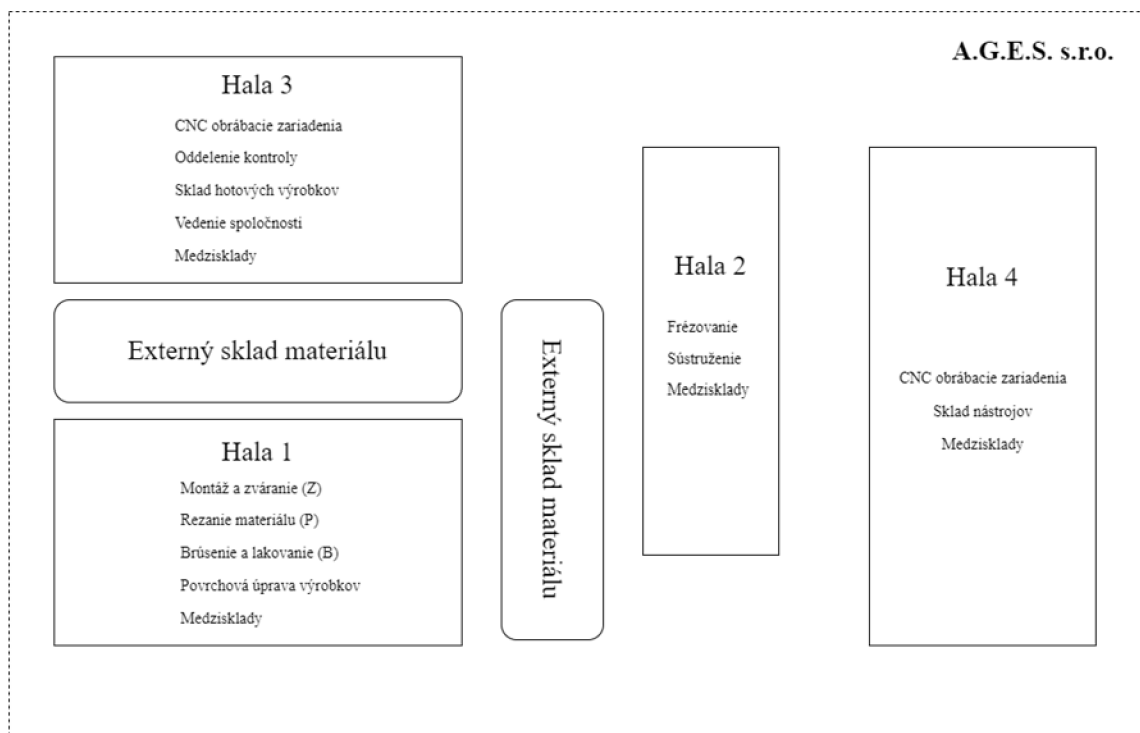 A.G.E.S. s.r.o.
Hala 3
CNC obrábacie zariadenia
Oddelenie kontroly
Sklad hotových výrobkov
Vedenie spoločnosti
Medzisklady
Externý sklad materiálu
Hala 1
Montáž a zváranie (Z)
Rezanie materiálu (P)
Brúsenie a lakovanie (B)
Povrchová úprava výrobkov
Medzisklady
Externý sklad materiálu
Hala 2
Frézovanie
Sústruženie
Medzisklady
Hala 4
CNC obrábacie zariadenia
Sklad nástrojov
Medzisklady